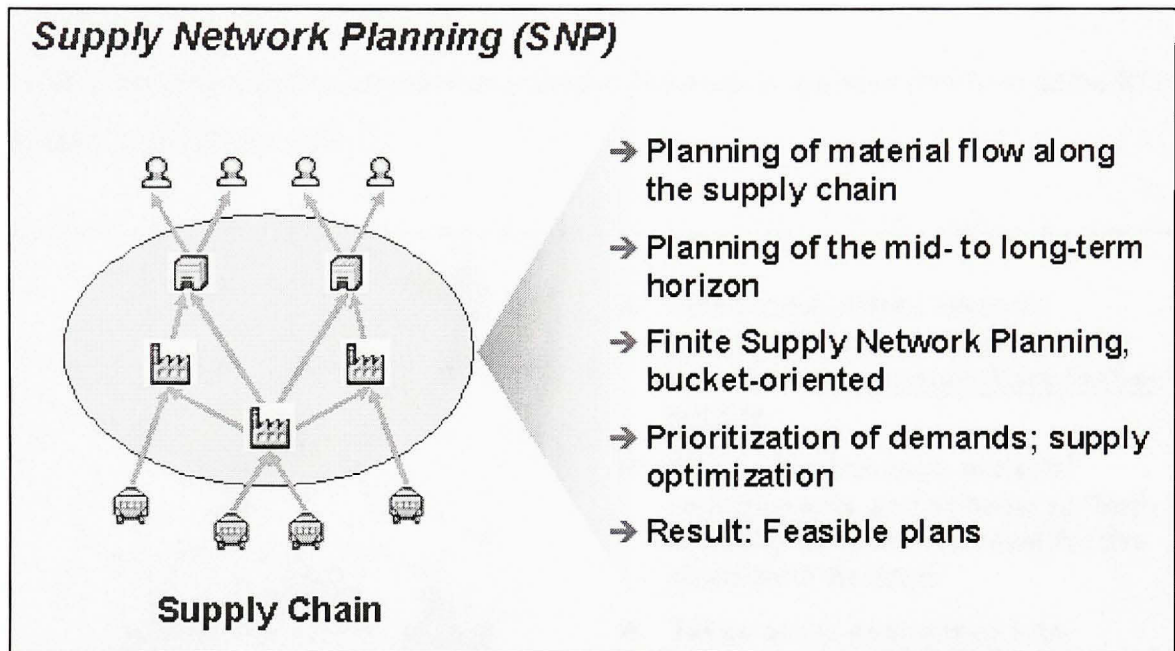 Supply Network Planning (SNP)
→ Planning of material flow along
the supply chain
→ Planning of the mid- to long-term
horizon
→ Finite Supply Network Planning,
bucket-oriented
→ Prioritization of demands; supply
optimization
→ Result: Feasible plans
Supply Chain